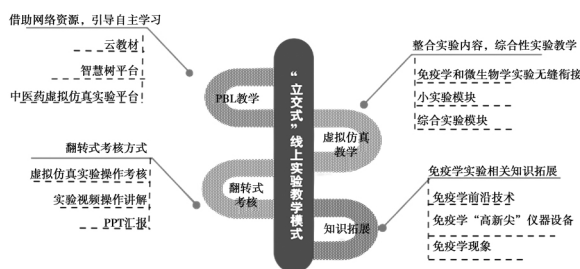 借助网络资源，引导自主学习
云教材
智慧树平台
中医药虚拟仿真实验平台
PBL教学
翻转式考核方式
虚拟仿真实验操作考核
实验视频操作讲解
PPT汇报
翻转式
考核
“立交式”线上实验教学模式
整合实验内容，综合性实验教学
免疫学和微生物学实验无缝衔接
小实验模块
综合实验模块
虚拟仿真
教学
免疫学实验相关知识拓展
免疫学前沿技术
免疫学“高新尖”仪器设备
免疫学现象
知识拓展